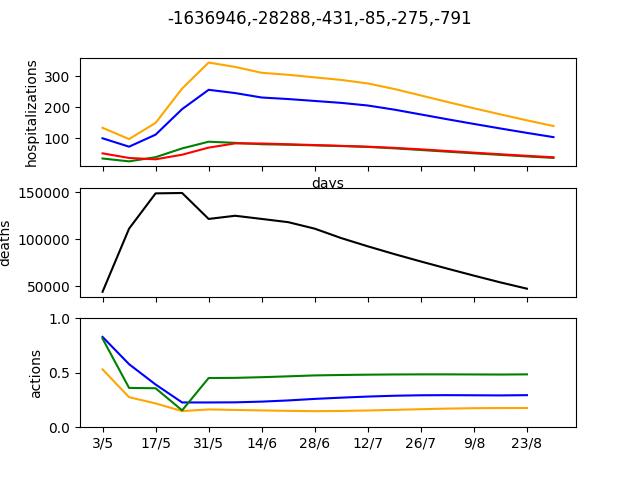 -1636946,-28288,-431,-85,-275,-791
hospitalizations
300
200
100
days
deaths
150000
100000
50000
actions
1.0
0.5
0.0
3/5 17/5 31/5 14/6 28/6 12/7 26/7 9/8 23/8